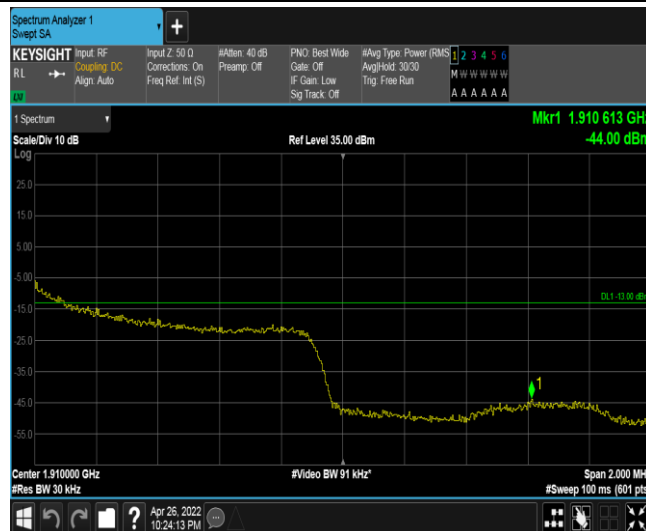 Spectrum Analyzer 1
Swept SA
KEYSIGHT
RL
LXI
Input: RF
Coupling: DC
Align: Auto
Input Z: 50 Ω
Corrections: On
Freq Ref: Int (S)
#Atten: 40 dB
Preamp: Off
PNO: Best Wide
Gate: Off
IF Gain: Low
Sig Track: Off
#Avg Type: Power (RMS
Avg|Hold: 30/30
Trig: Free Run
1 2 3 4 5 6
M W W W W W
A A A A A A
1 Spectrum
Scale/Div 10 dB
Ref Level 35.00 dBm
Mkr1 1.910 613 GHz
-44.00 dBm
Log
25.0
15.0
5.00
-5.00
DL1 -13.00 dBm
-15.0
-25.0
-35.0
1
-45.0
-55.0
Center 1.910000 GHz
#Video BW 91 kHz*
Span 2.000 MH
#Res BW 30 kHz
#Sweep 100 ms (601 pts
?
Apr 26, 2022
10:24:13 PM